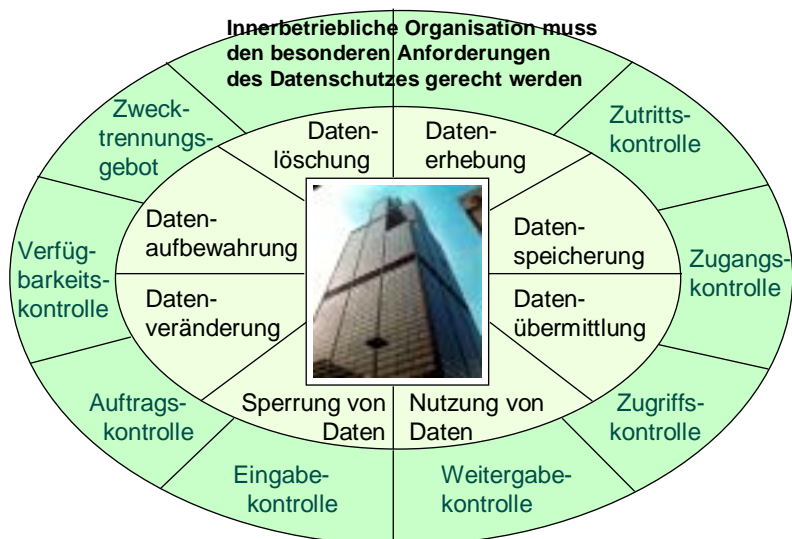 Innerbetriebliche Organisation muss
den besonderen Anforderungen
des Datenschutzes gerecht werden
Zutritts-
kontrolle
Zugangs-
kontrolle
Zugriffs-
kontrolle
Weitergabe-
kontrolle
Eingabe-
kontrolle
Auftrags-
kontrolle
Verfüg-
barkeits-
kontrolle
Zweck-
trennungs-
gebot
Daten-
erhebung
Daten-
speicherung
Daten-
übermittlung
Nutzung von
Daten
Sperrung von
Daten
Daten-
veränderung
Daten-
aufbewahrung
Daten-
löschung